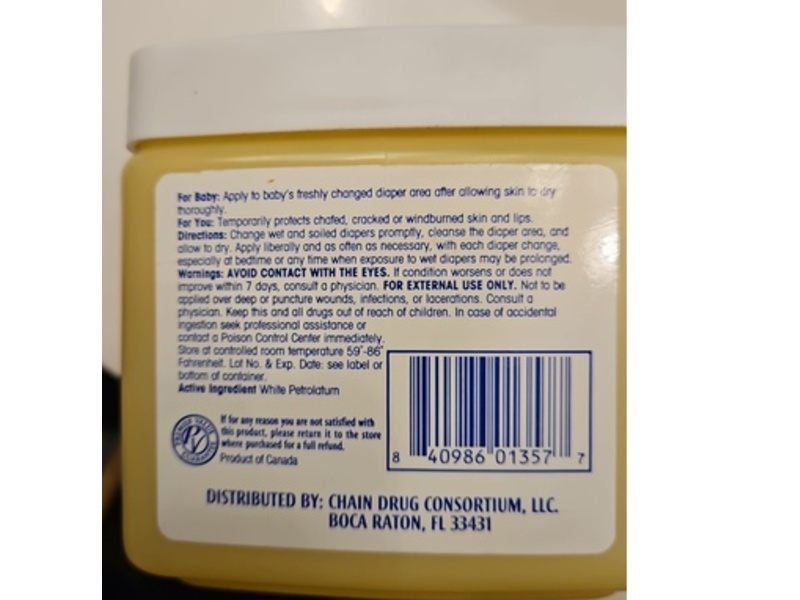 For Baby: Apply to baby's freshly changed diaper area after allowing skin to dry
thoroughly.
For You: Temporarily protects chafed, cracked or windburned skin and lips.
Directions: Change wet and soiled diapers promptly, cleanse the diaper area, and
allow to dry. Apply liberally and as often as necessary, with each diaper change,
especially at bedtime or any time when exposure to wet diapers may be prolonged.
Warnings: AVOID CONTACT WITH THE EYES. If condition worsens or does not
improve within 7 days, consult a physician. FOR EXTERNAL USE ONLY. Not to be
applied over deep or puncture wounds, infections, or lacerations. Consult a
physician. Keep this and all drugs out of reach of children. In case of accidental
ingestion seek professional assistance or
contact a Poison Control Center immediately.
Store at controlled room temperature 59°-86°
Fahrenheit. Lot No. & Exp. Date: see label or
bottom of container.
Active Ingredient White Petrolatum
PREMIER VALUE
PV
GUARANTEE
If for any reason you are not satisfied with
this product, please return it to the store
where purchased for a full refund.
Product of Canada
8 40986 01357 7
DISTRIBUTED BY: CHAIN DRUG CONSORTIUM, LLC.
BOCA RATON, FL 33431